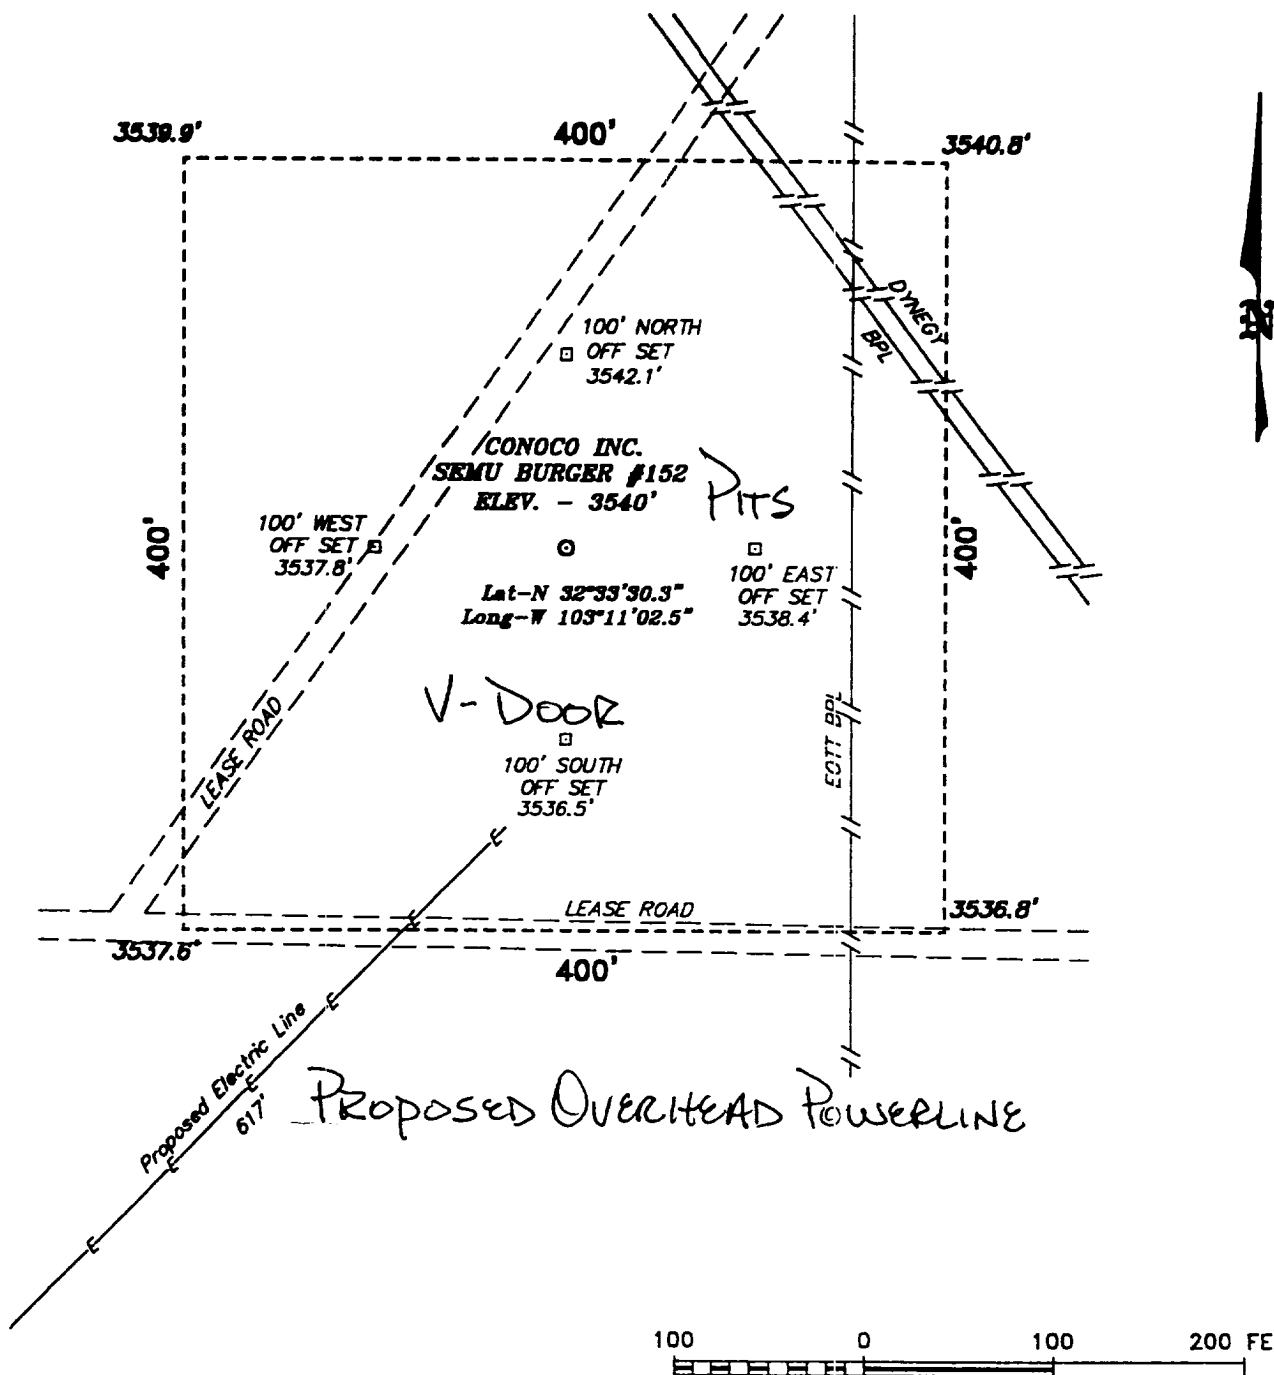 3539.9'
400'
3540.8'
DYNEGY
BPL
100' NORTH
OFF SET
3542.1'
CONOCO INC.
SEMU BURGER #152
ELEV. - 3540'
PITS
400'
100' WEST
OFF SET
3537.8'
400'
100' EAST
OFF SET
3538.4'
Lat-N 32°33'30.3"
Long-W 103°11'02.5"
V-DOOR
LEASE ROAD
EOTT BPL
100' SOUTH
OFF SET
3536.5'
E
E
LEASE ROAD
3536.8'
3537.6'
400'
E
Proposed Electric Line
E
617'
PROPOSED OVERHEAD POWERLINE
E
E
100 0 100 200 FE